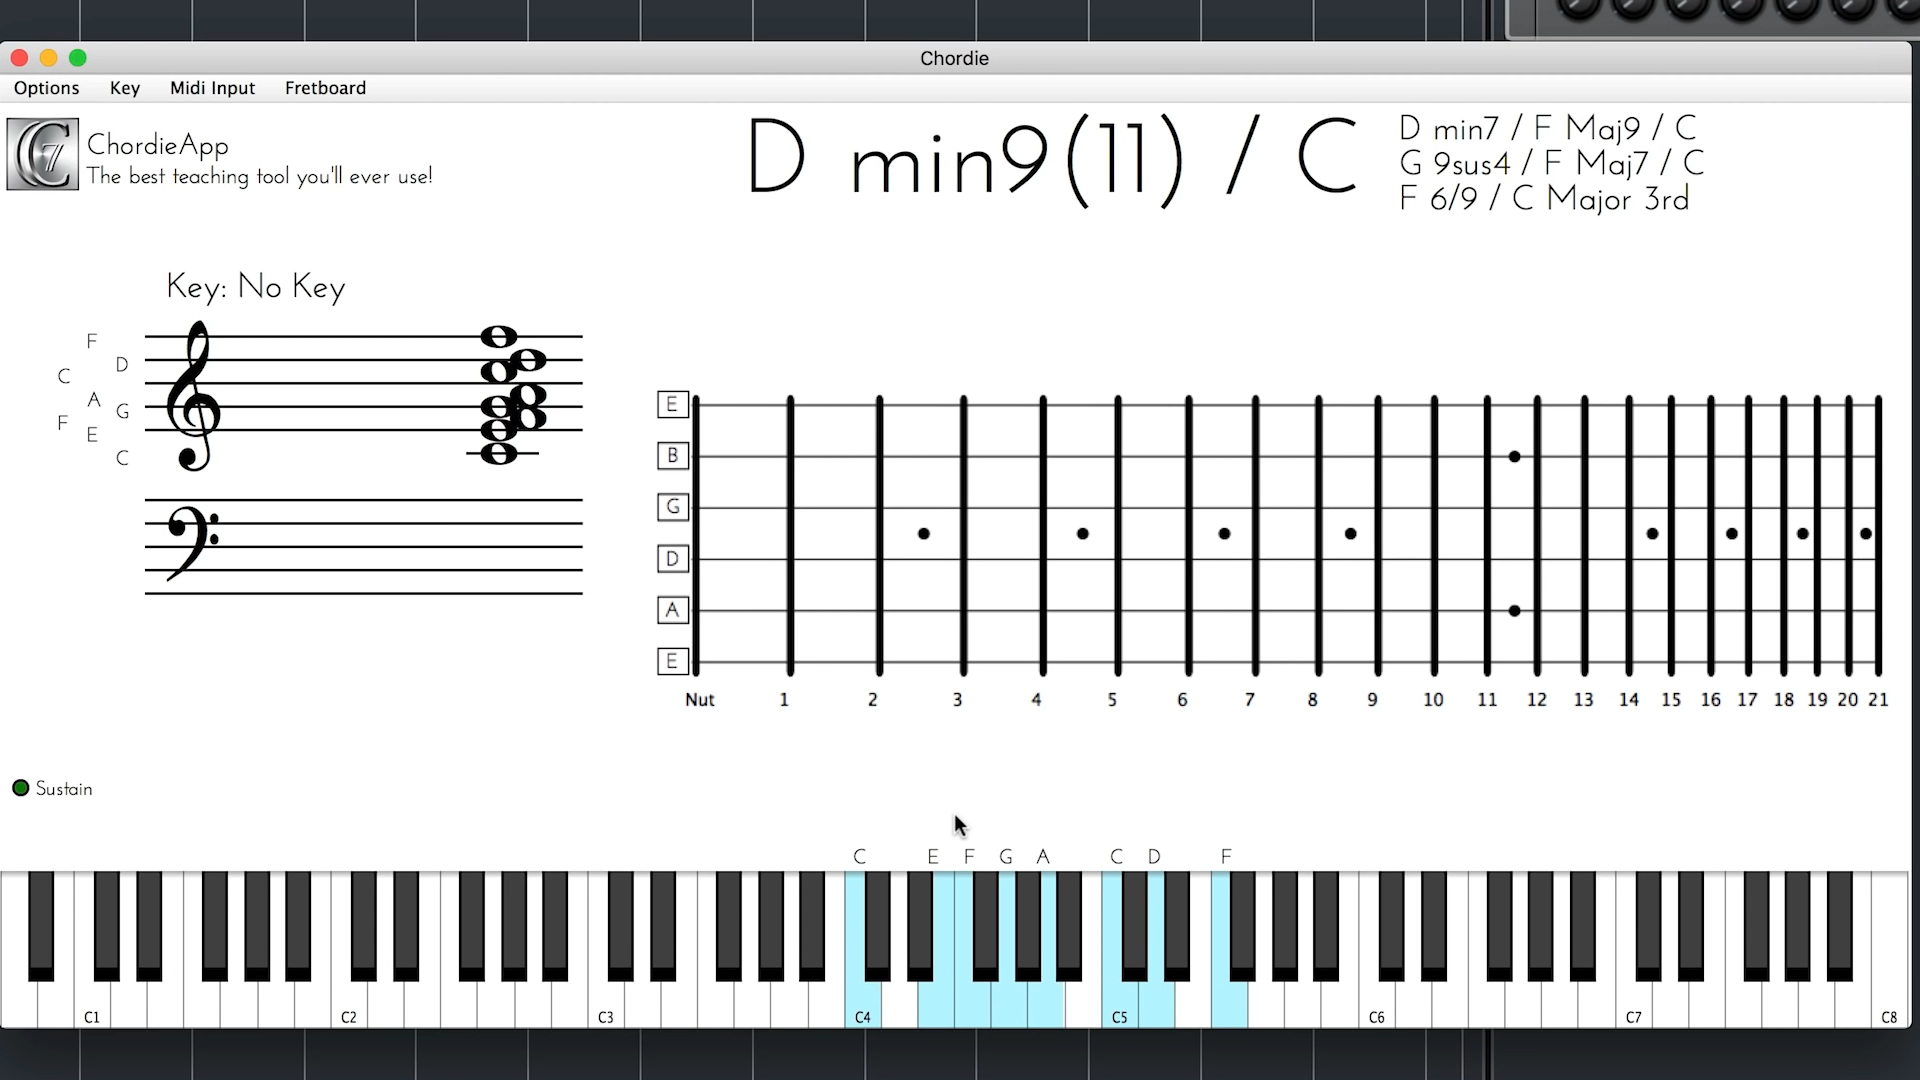 Chordie
Options Key Midi Input Fretboard
ChordieApp
The best teaching tool you'll ever use!
D min9(11) / C
D min7 / F Maj9 / C
G 9sus4 / F Maj7 / C
F 6/9 / C Major 3rd
Key: No Key
F
D
C
A
G
F
E
C
E
B
G
D
A
E
Nut 1 2 3 4 5 6 7 8 9 10 11 12 13 14 15 16 17 18 19 20 21
Sustain
C E F G A C D F
C1 C2 C3 C4 C5 C6 C7 C8